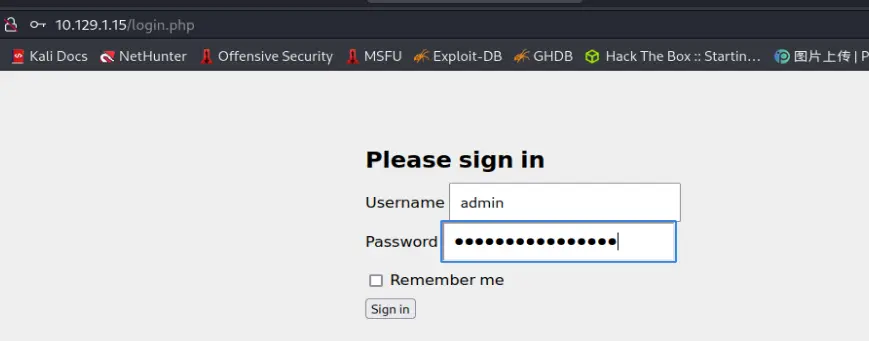 10.129.1.15/login.php
Kali Docs NetHunter Offensive Security MSFU Exploit-DB GHDB Hack The Box :: Startin… 图片上传 | P
Please sign in
Username admin
Password ●●●●●●●●●●●●●●●●
Remember me
Sign in